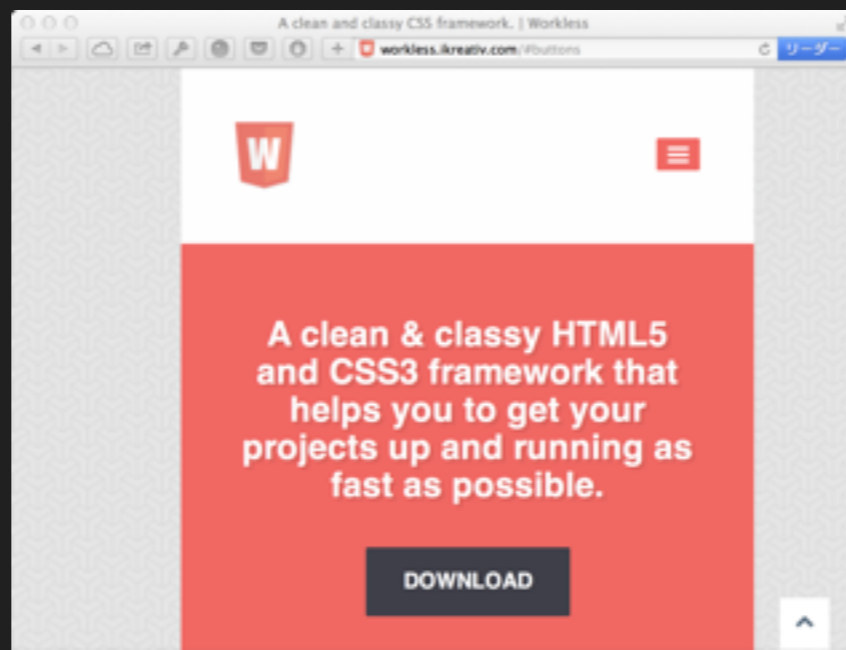 A clean and classy CSS framework. | Workless
workless.ikreativ.com/#buttons
リーダー
W
A clean & classy HTML5
and CSS3 framework that
helps you to get your
projects up and running as
fast as possible.
DOWNLOAD